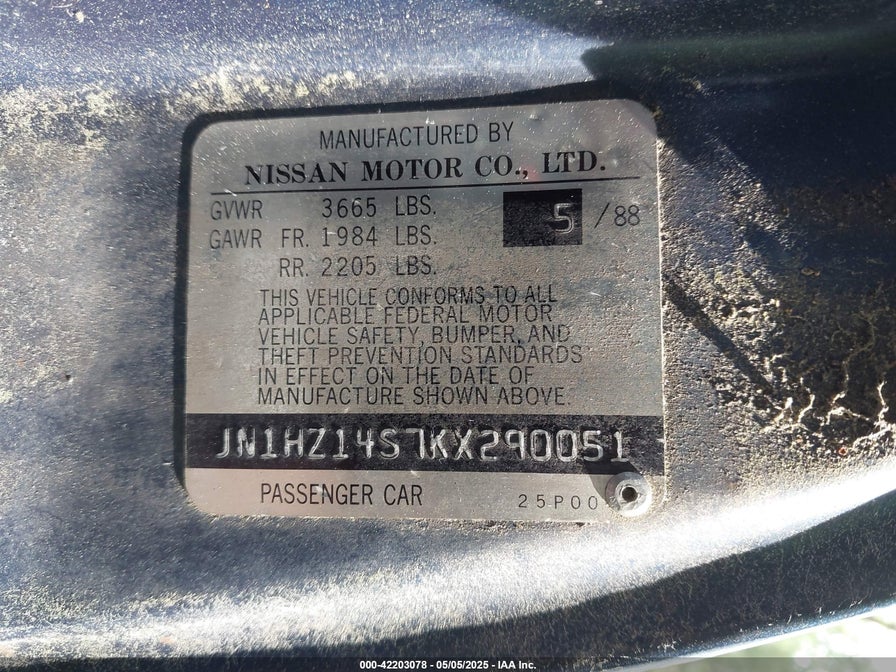 MANUFACTURED BY
NISSAN MOTOR CO., LTD.
GVWR 3665 LBS. 5 /88
GAWR FR. 1984 LBS.
RR. 2205 LBS.
THIS VEHICLE CONFORMS TO ALL
APPLICABLE FEDERAL MOTOR
VEHICLE SAFETY, BUMPER, AND
THEFT PREVENTION STANDARDS
IN EFFECT ON THE DATE OF
MANUFACTURE SHOWN ABOVE.
JN1HZ14S7KX290051
PASSENGER CAR 25P00
000-42203078 - 05/05/2025 - IAA Inc.